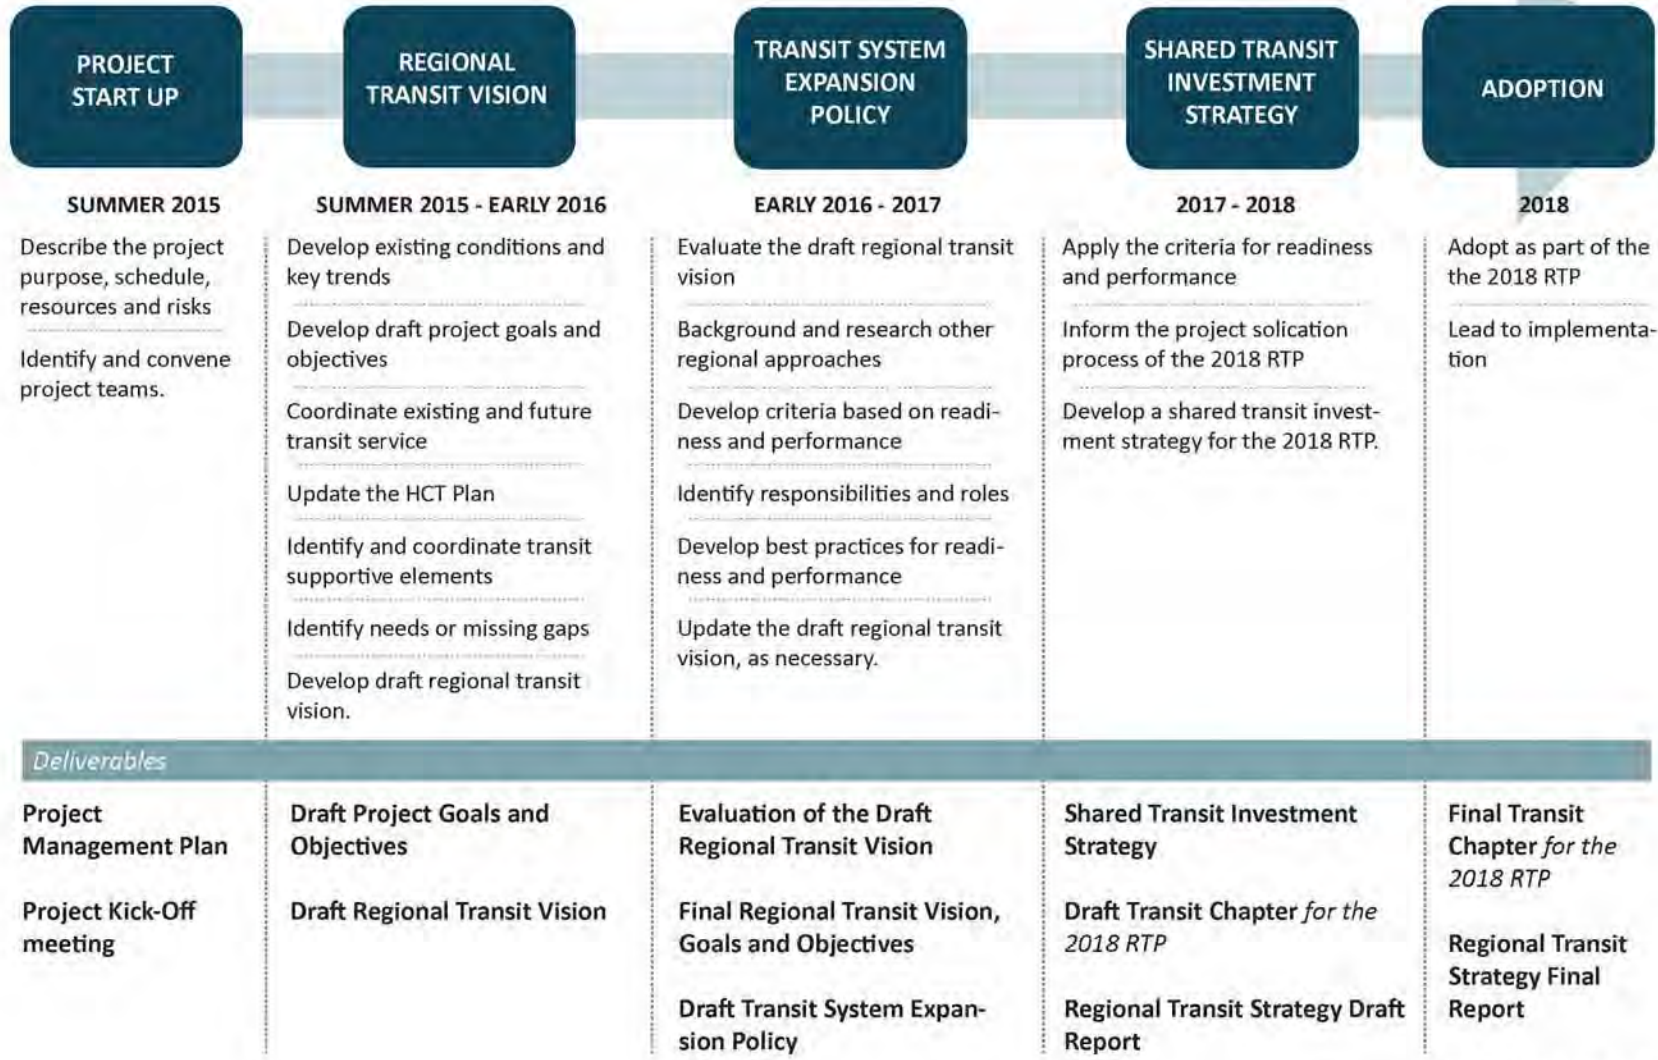 PROJECT
START UP
REGIONAL
TRANSIT VISION
TRANSIT SYSTEM
EXPANSION
POLICY
SHARED TRANSIT
INVESTMENT
STRATEGY
ADOPTION
SUMMER 2015
Describe the project
purpose, schedule,
resources and risks
Identify and convene
project teams.
SUMMER 2015 - EARLY 2016
Develop existing conditions and
key trends
Develop draft project goals and
objectives
Coordinate existing and future
transit service
Update the HCT Plan
Identify and coordinate transit
supportive elements
Identify needs or missing gaps
Develop draft regional transit
vision.
EARLY 2016 - 2017
Evaluate the draft regional transit
vision
Background and research other
regional approaches
Develop criteria based on readi-
ness and performance
Identify responsibilities and roles
Develop best practices for readi-
ness and performance
Update the draft regional transit
vision, as necessary.
2017 - 2018
Apply the criteria for readiness
and performance
Inform the project solication
process of the 2018 RTP
Develop a shared transit invest-
ment strategy for the 2018 RTP.
2018
Adopt as part of the
the 2018 RTP
Lead to implementa-
tion
Deliverables
Project
Management Plan
Project Kick-Off
meeting
Draft Project Goals and
Objectives
Draft Regional Transit Vision
Evaluation of the Draft
Regional Transit Vision
Final Regional Transit Vision,
Goals and Objectives
Draft Transit System Expan-
sion Policy
Shared Transit Investment
Strategy
Draft Transit Chapter for the
2018 RTP
Regional Transit Strategy Draft
Report
Final Transit
Chapter for the
2018 RTP
Regional Transit
Strategy Final
Report